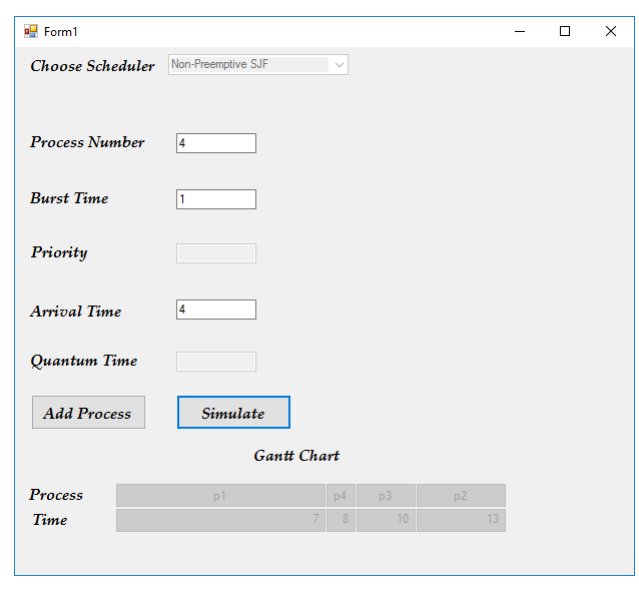 Form1
Choose Scheduler Non-Preemptive SJF
Process Number 4
Burst Time 1
Priority
Arrival Time 4
Quantum Time
Add Process Simulate
Gantt Chart
Process p1 p4 p3 p2
Time 7 8 10 13